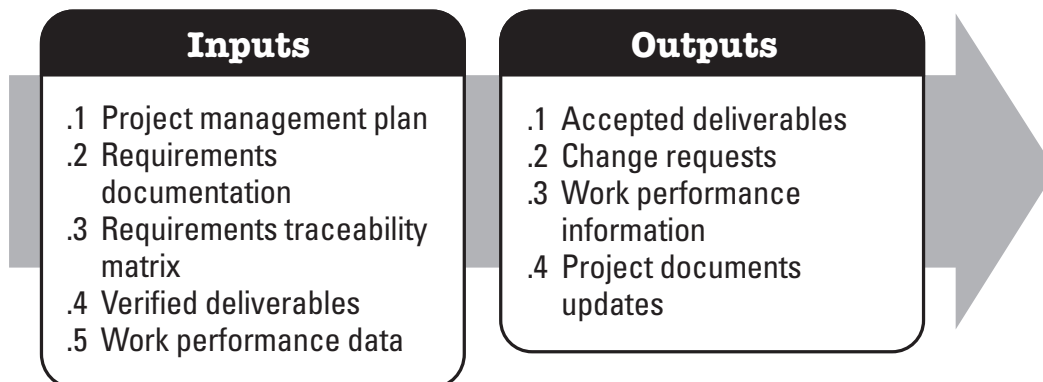 Inputs
.1 Project management plan
.2 Requirements
documentation
.3 Requirements traceability
matrix
.4 Verified deliverables
.5 Work performance data
Outputs
.1 Accepted deliverables
.2 Change requests
.3 Work performance
information
.4 Project documents
updates